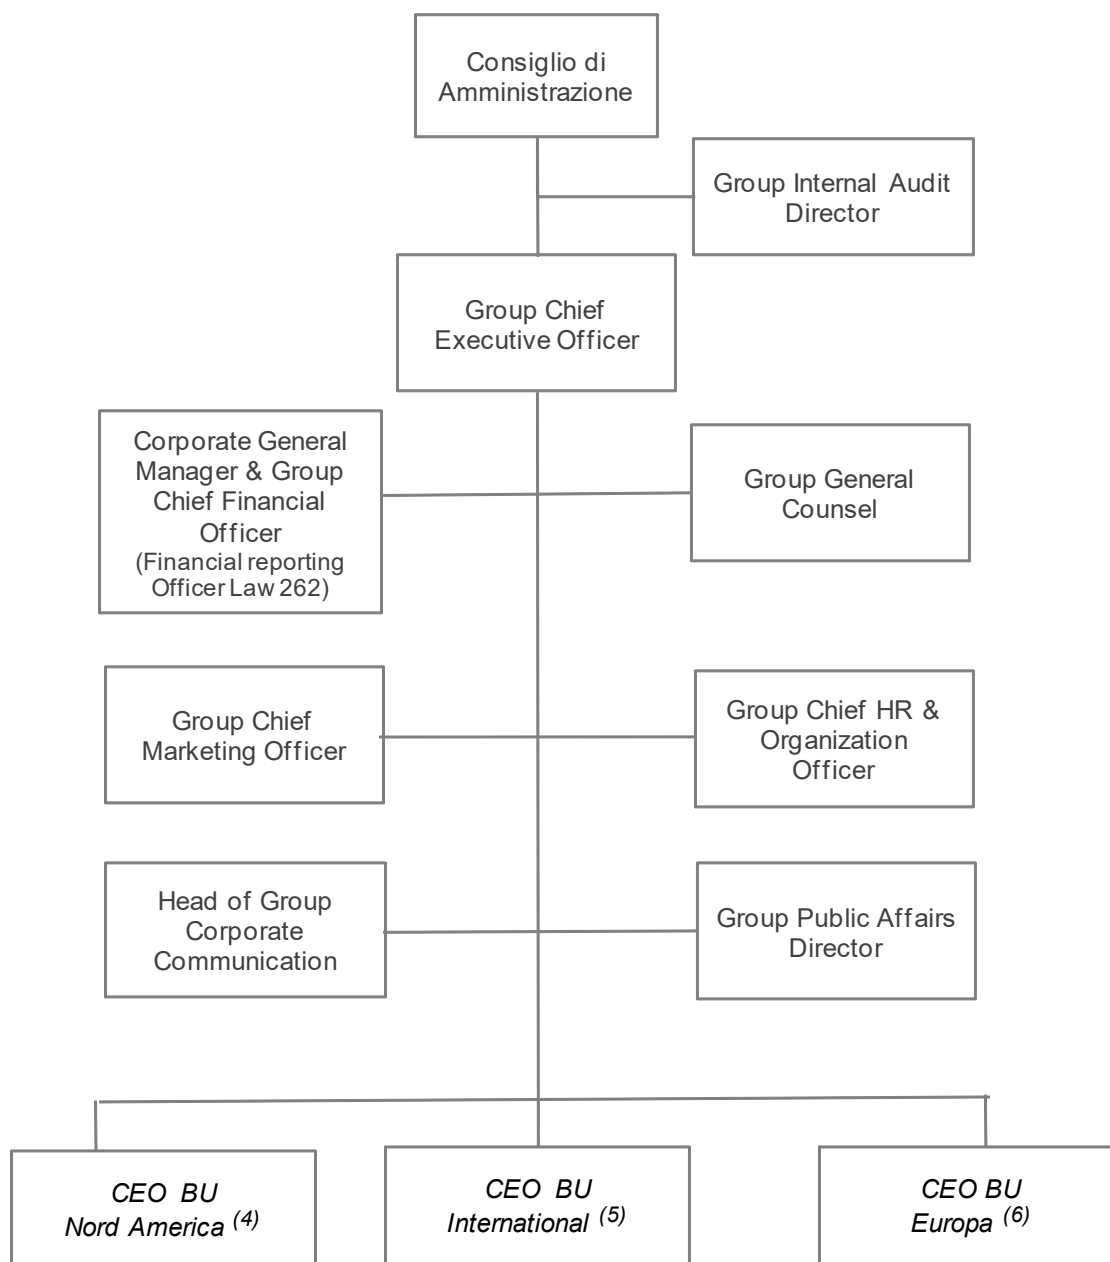 Consiglio di
Amministrazione
Group Internal Audit
Director
Group Chief
Executive Officer
Corporate General
Manager & Group
Chief Financial
Officer
(Financial reporting
Officer Law 262)
Group General
Counsel
Group Chief
Marketing Officer
Group Chief HR &
Organization
Officer
Head of Group
Corporate
Communication
Group Public Affairs
Director
CEO BU
Nord America (4)
CEO BU
International (5)
CEO BU
Europa (6)